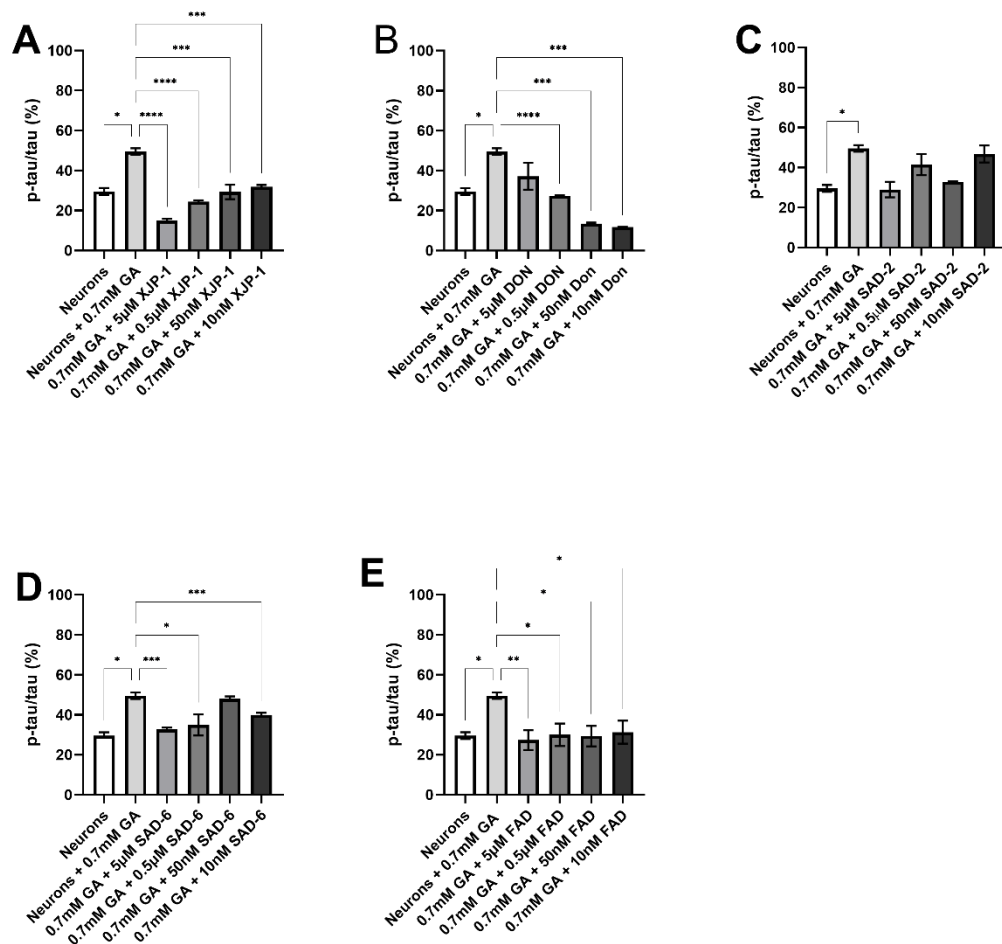 A
p-tau/tau (%)
100
80
60
40
20
0
*
****
****
***
***
Neurons
Neurons + 0.7mM GA
0.7mM GA + 5µM XJP-1
0.7mM GA + 0.5µM XJP-1
0.7mM GA + 50nM XJP-1
0.7mM GA + 10nM XJP-1
B
p-tau/tau (%)
100
80
60
40
20
0
*
****
***
***
Neurons
Neurons + 0.7mM GA
0.7mM GA + 5µM DON
0.7mM GA + 0.5µM DON
0.7mM GA + 50nM Don
0.7mM GA + 10nM Don
C
p-tau/tau (%)
100
80
60
40
20
0
*
Neurons
Neurons + 0.7mM GA
0.7mM GA + 5µM SAD-2
0.7mM GA + 0.5µM SAD-2
0.7mM GA + 50nM SAD-2
0.7mM GA + 10nM SAD-2
D
p-tau/tau (%)
100
80
60
40
20
0
*
***
*
***
Neurons
Neurons + 0.7mM GA
0.7mM GA + 5µM SAD-6
0.7mM GA + 0.5µM SAD-6
0.7mM GA + 50nM SAD-6
0.7mM GA + 10nM SAD-6
E
p-tau/tau (%)
100
80
60
40
20
0
*
**
*
*
*
Neurons
Neurons + 0.7mM GA
0.7mM GA + 5µM FAD
0.7mM GA + 0.5µM FAD
0.7mM GA + 50nM FAD
0.7mM GA + 10nM FAD